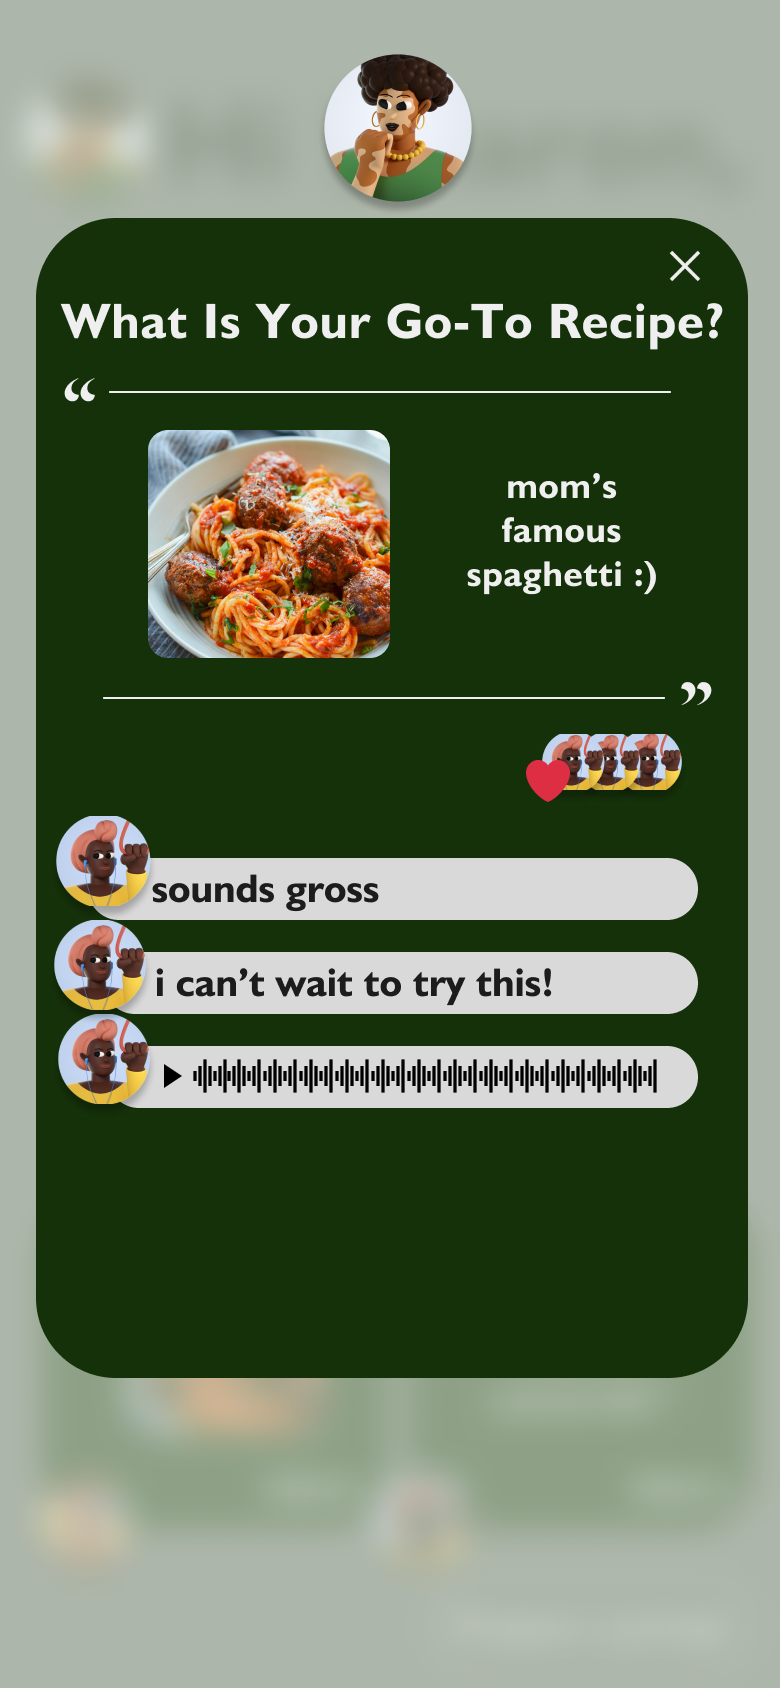 What Is Your Go-To Recipe?
“
mom’s
famous
spaghetti :)
”
sounds gross
i can’t wait to try this!